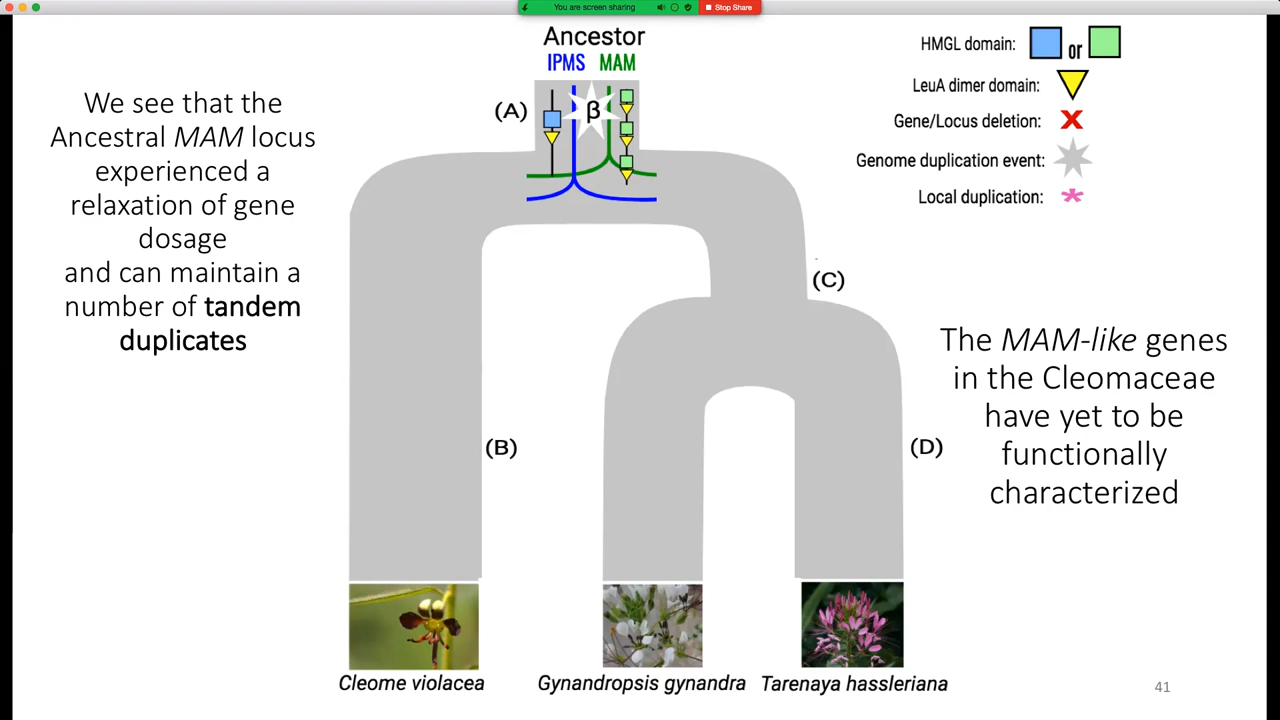 You are screen sharing
Stop Share
Ancestor
IPMS MAM
(A)
β
We see that the
Ancestral MAM locus
experienced a
relaxation of gene
dosage
and can maintain a
number of tandem
duplicates
HMGL domain:
or
LeuA dimer domain:
Gene/Locus deletion:
Genome duplication event:
Local duplication:
(C)
The MAM-like genes
in the Cleomaceae
have yet to be
functionally
characterized
(B)
(D)
Cleome violacea
Gynandropsis gynandra
Tarenaya hassleriana
41